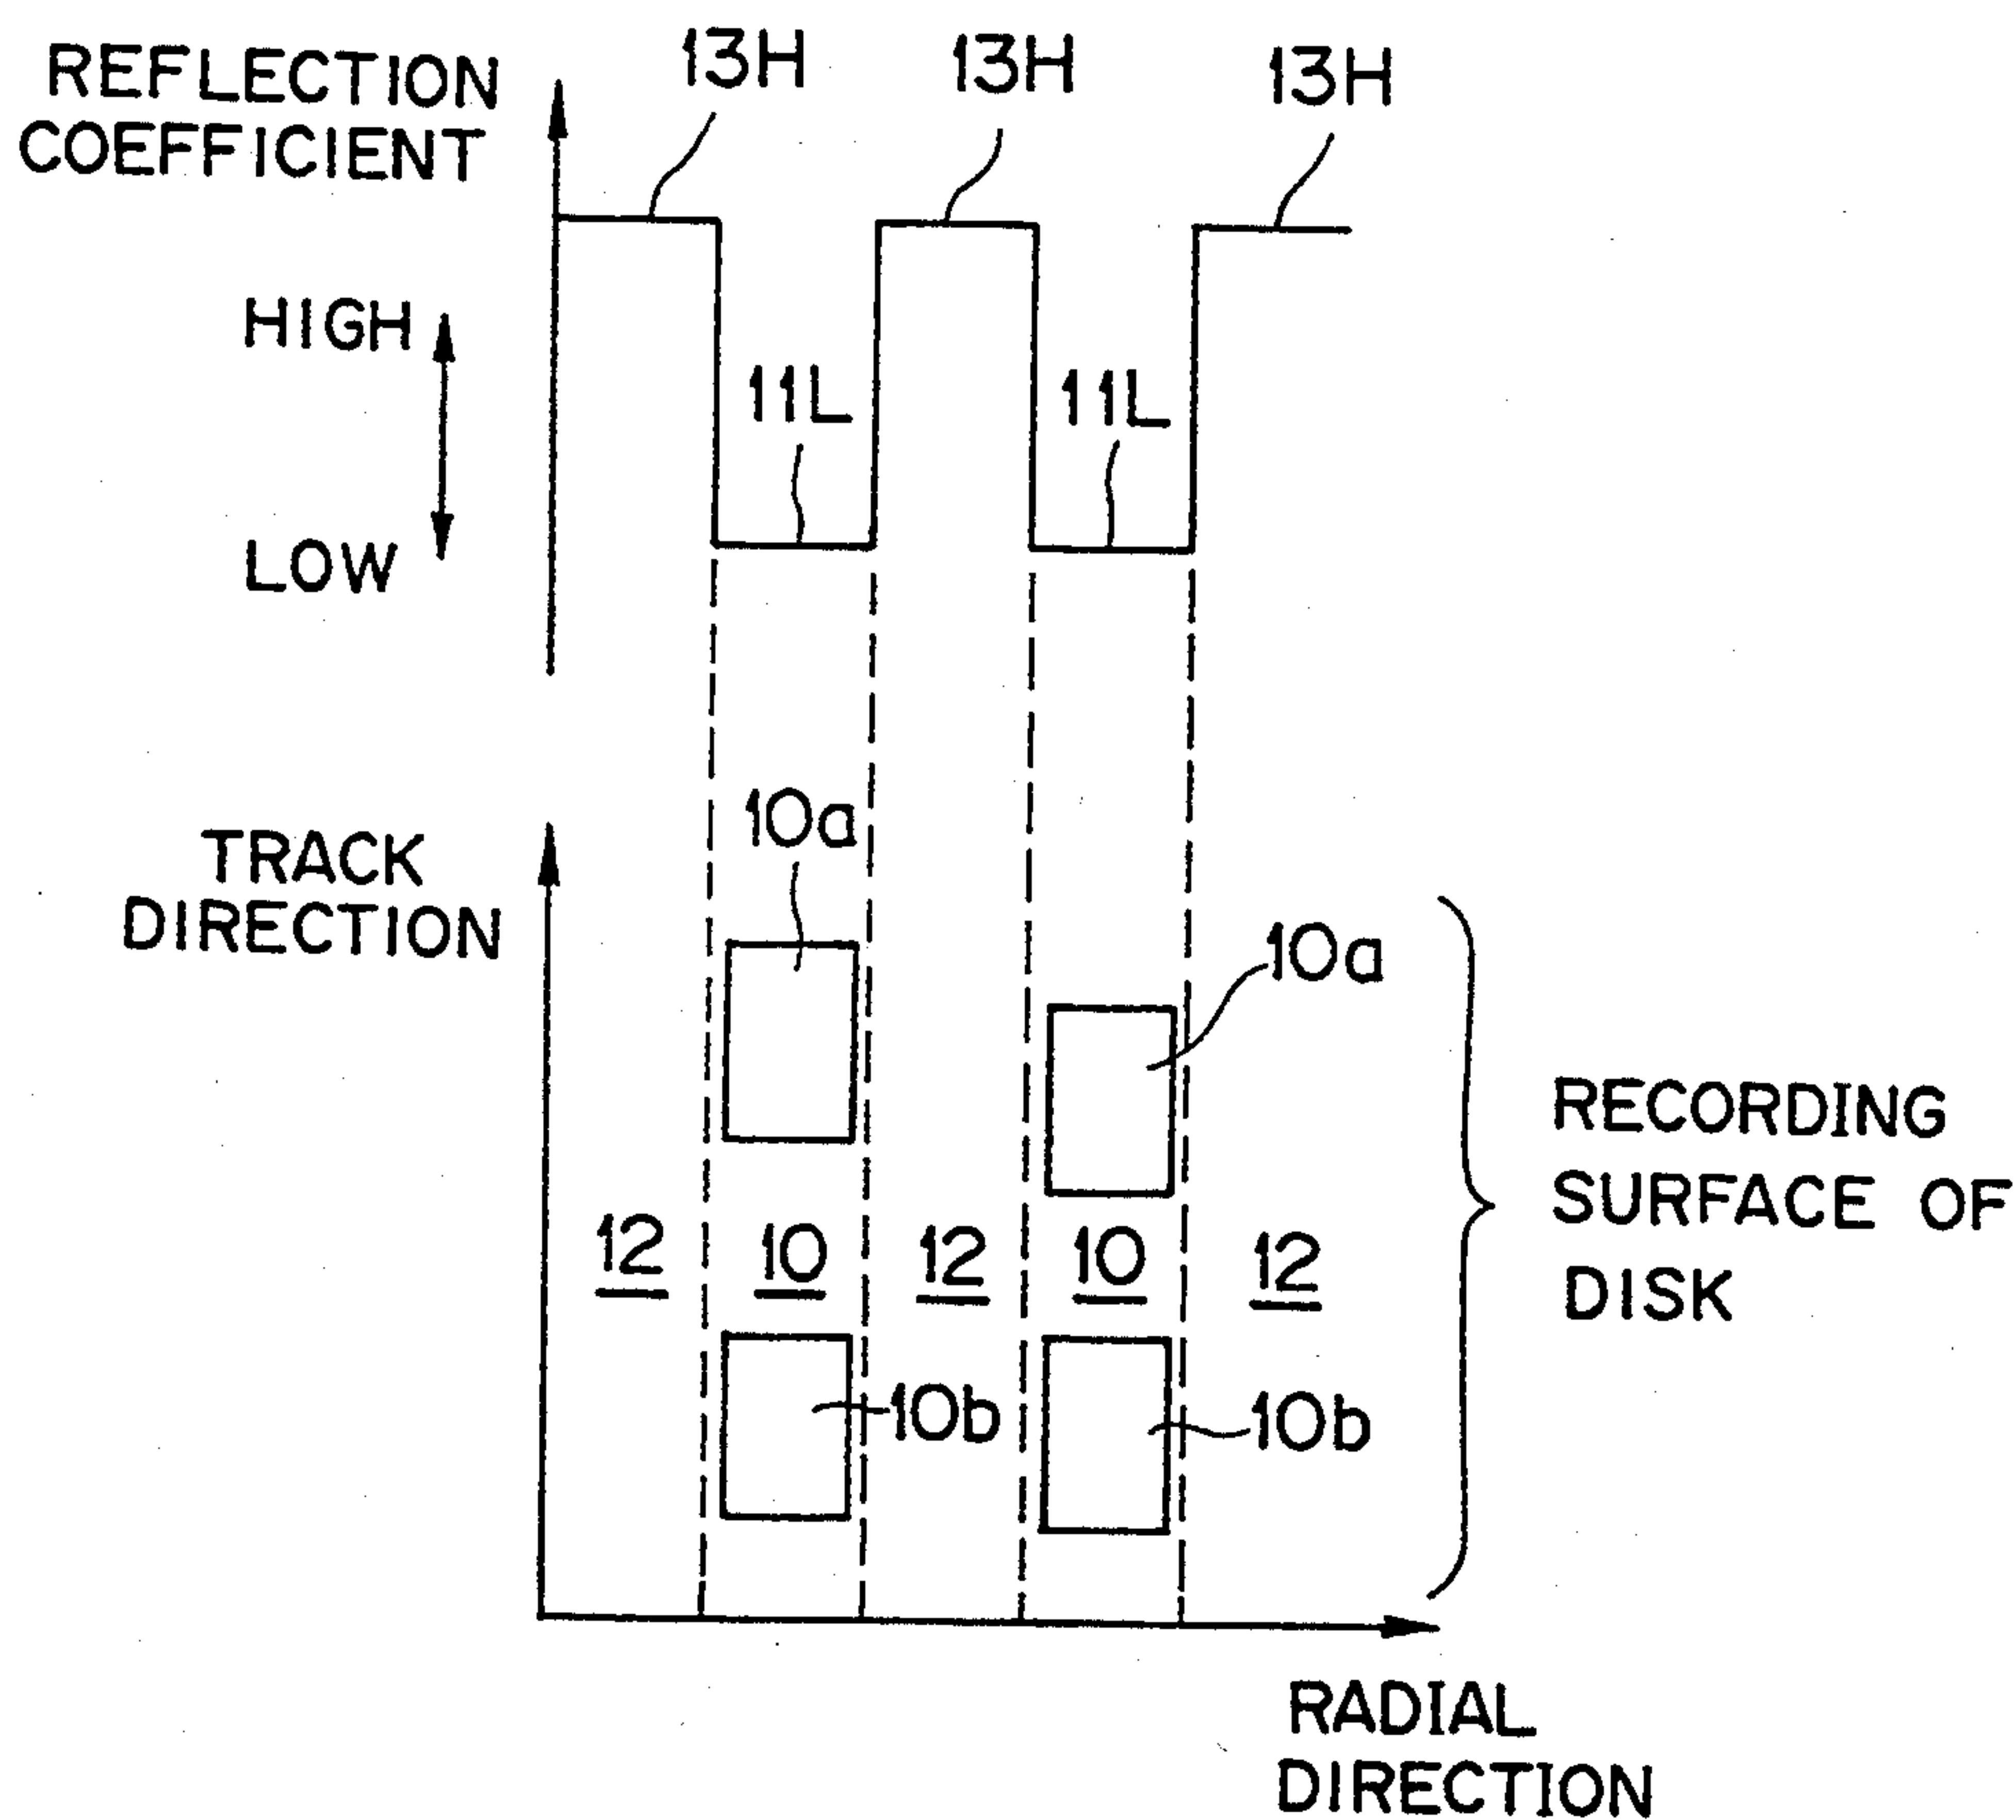 REFLECTION
COEFFICIENT
13H
13H
13H
HIGH
LOW
11L
11L
TRACK
DIRECTION
10a
10a
12
10
12
10
12
10b
10b
RECORDING
SURFACE OF
DISK
RADIAL
DIRECTION